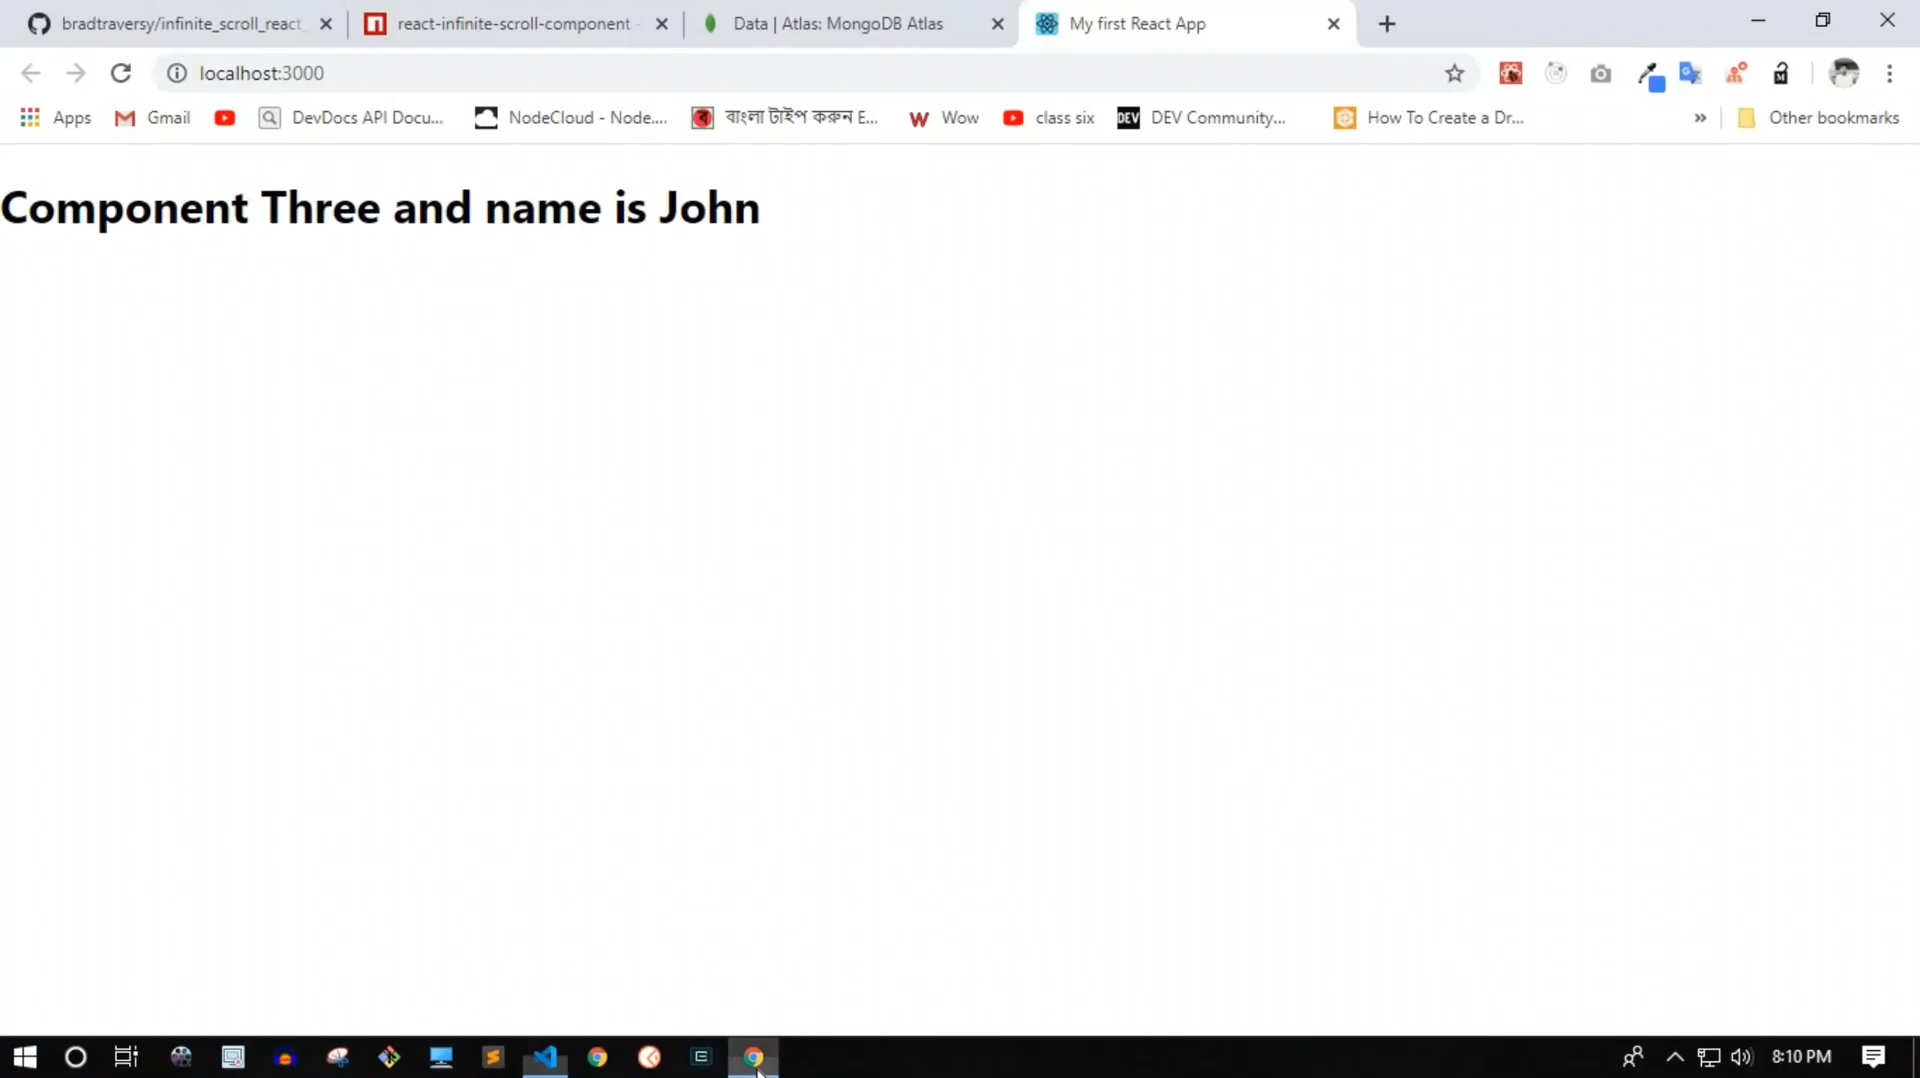 bradtraversy/infinite_scroll_react_
react-infinite-scroll-component -
Data | Atlas: MongoDB Atlas
My first React App
localhost:3000
Apps
Gmail
DevDocs API Docu...
NodeCloud - Node....
বাংলা টাইপ করুন E...
Wow
class six
DEV
DEV Community...
How To Create a Dr...
Other bookmarks
Component Three and name is John
8:10 PM